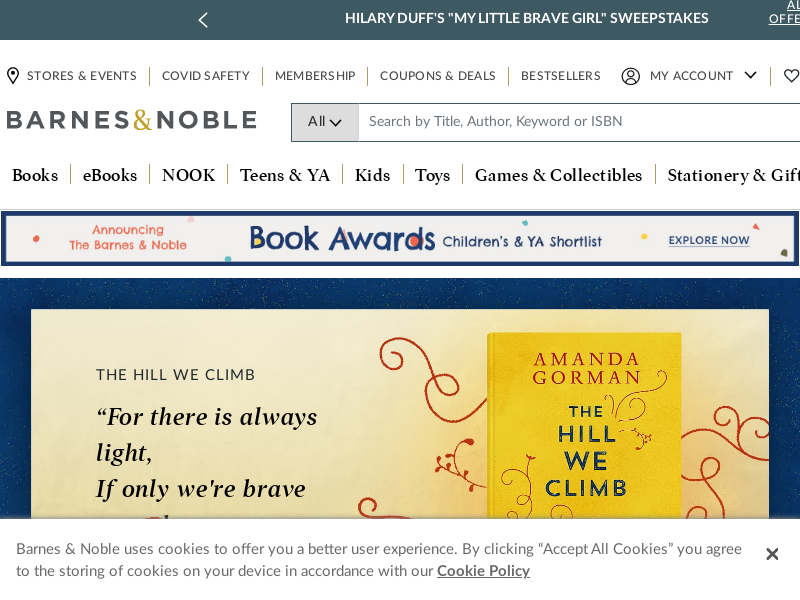 HILARY DUFF'S "MY LITTLE BRAVE GIRL" SWEEPSTAKES
STORES & EVENTS
COVID SAFETY
MEMBERSHIP
COUPONS & DEALS
BESTSELLERS
MY ACCOUNT
BARNES & NOBLE
All
Search by Title, Author, Keyword or ISBN
Books
eBooks
NOOK
Teens & YA
Kids
Toys
Games & Collectibles
Stationery & Gift
Announcing
The Barnes & Noble
Book Awards
Children's & YA Shortlist
EXPLORE NOW
THE HILL WE CLIMB
“For there is always
light,
If only we're brave
AMANDA
GORMAN
THE
HILL
WE
CLIMB
Barnes & Noble uses cookies to offer you a better user experience. By clicking “Accept All Cookies” you agree
to the storing of cookies on your device in accordance with our Cookie Policy